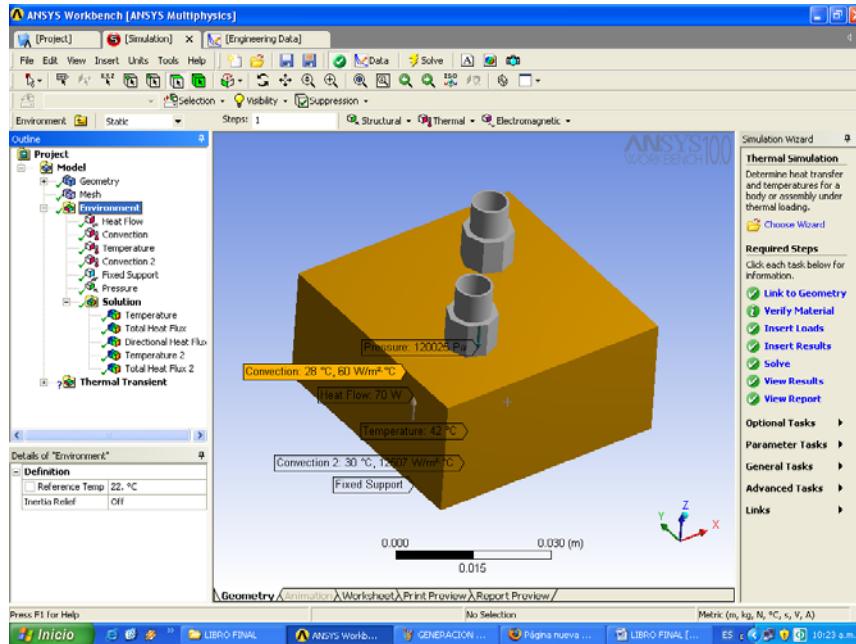 ANSYS Workbench [ANSYS Multiphysics]
[Project] [Simulation] [Engineering Data]
File Edit View Insert Units Tools Help Data Solve
Selection Visibility Suppression
Environment Static Steps: 1 Structural Thermal Electromagnetic
Outline
Project
Model
Geometry
Mesh
Environment
Heat Flow
Convection
Temperature
Convection 2
Fixed Support
Pressure
Solution
Temperature
Total Heat Flux
Directional Heat Flux
Temperature 2
Total Heat Flux 2
Thermal Transient
Details of "Environment"
Definition
Reference Temp 22. °C
Inertia Relief Off
ANSYS 10.0
WORKBENCH
Pressure: 120025 Pa
Convection: 28 °C, 60 W/m²·°C
Heat Flow: 70 W
Temperature: 42 °C
Convection 2: 30 °C, 12607 W/m²·°C
Fixed Support
0.000 0.030 (m)
0.015
Z
Y X
Geometry Animation Worksheet Print Preview Report Preview
Simulation Wizard
Thermal Simulation
Determine heat transfer
and temperatures for a
body or assembly under
thermal loading.
Choose Wizard
Required Steps
Click each task below for
information.
Link to Geometry
Verify Material
Insert Loads
Insert Results
Solve
View Results
View Report
Optional Tasks
Parameter Tasks
General Tasks
Advanced Tasks
Links
Press F1 for Help No Selection Metric (m, kg, N, °C, s, V, A)
Inicio LIBRO FINAL ANSYS Workb... GENERACION ... Página nueva ... LIBRO FINAL [... ES 10:23 a.m.